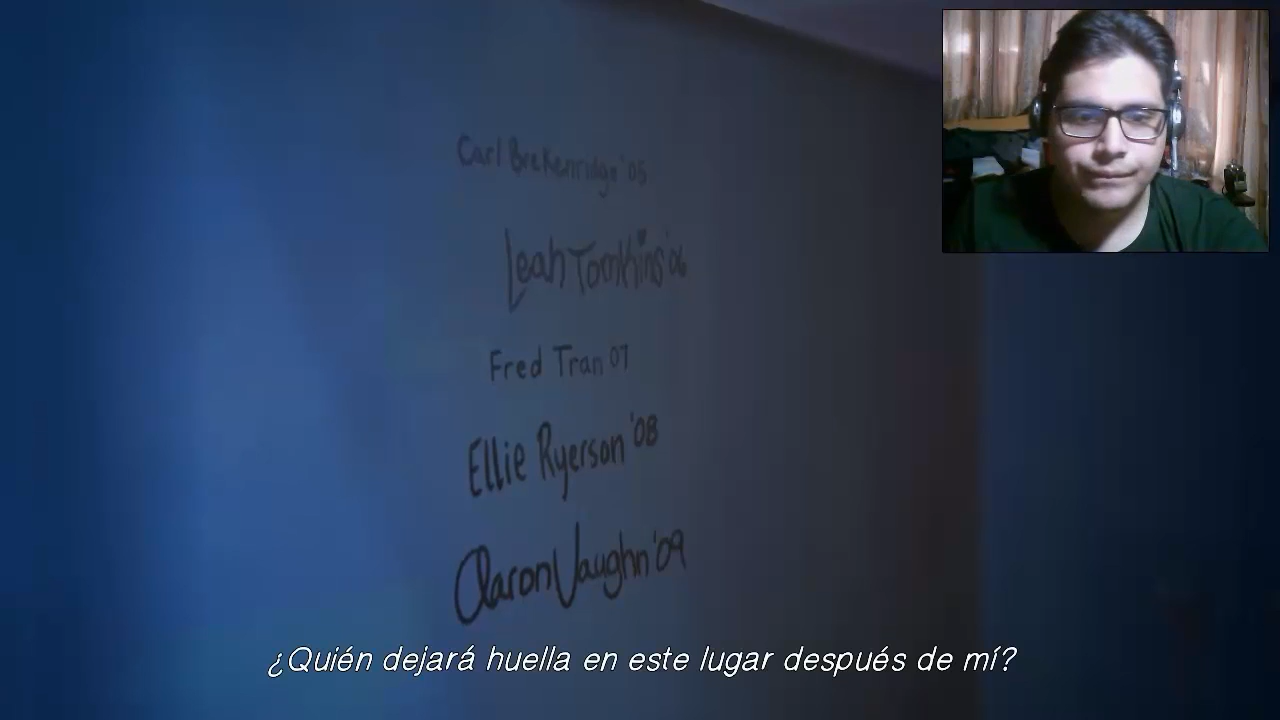 Carl Brekenridge '05
Leah Tomkins '06
Fred Tran 07
Ellie Ryerson '08
Aaron Vaughn '09
¿Quién dejará huella en este lugar después de mí?